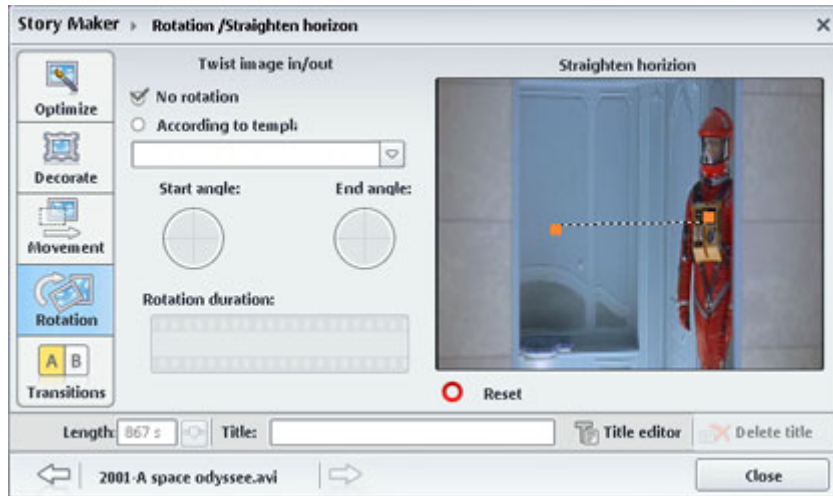 Story Maker Rotation /Straighten horizon
Twist image in/out
Straighten horizion
Optimize
No rotation
According to templ
Decorate
Start angle:
End angle:
Movement
Rotation duration:
Rotation
A B
Transitions
Reset
Length: 867 s Title: Title editor Delete title
2001-A space odyssee.avi Close